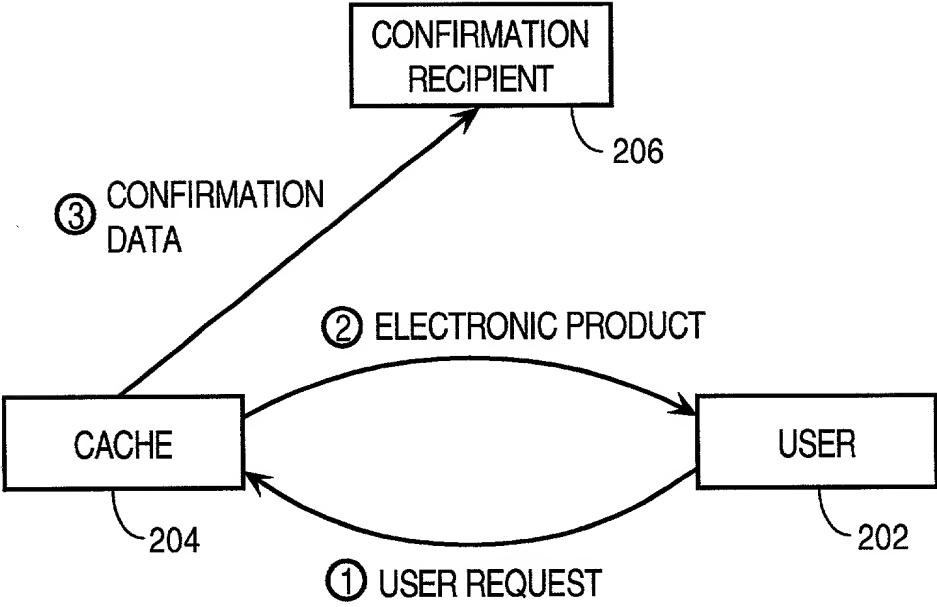 CONFIRMATION
RECIPIENT
206
③ CONFIRMATION
DATA
② ELECTRONIC PRODUCT
CACHE
USER
204
202
① USER REQUEST